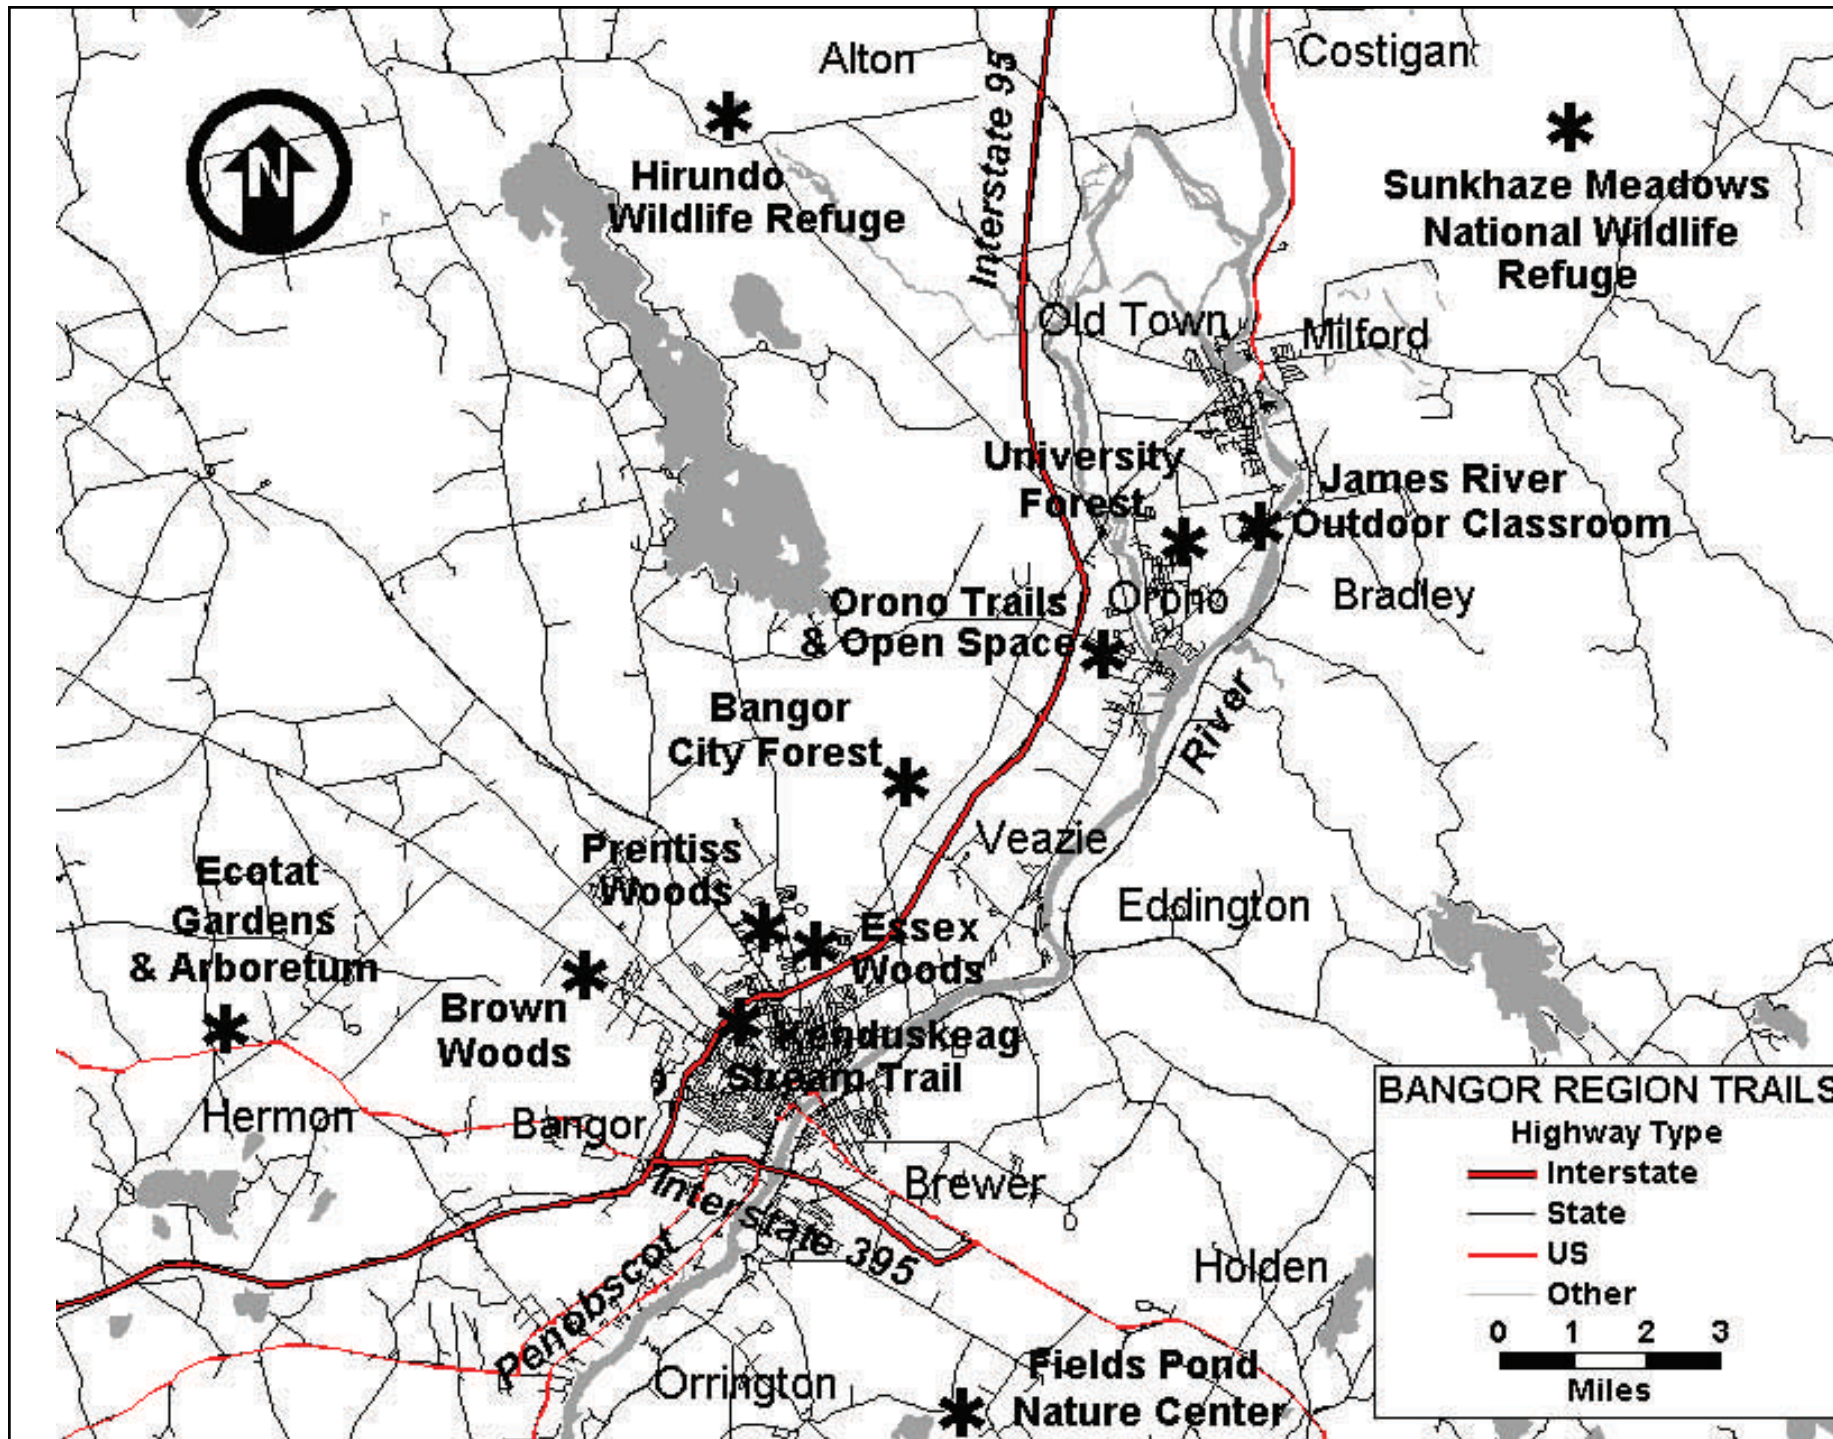 Alton
Interstate 95
Costigan
N
Hirundo
Wildlife Refuge
Sunkhaze Meadows
National Wildlife
Refuge
Old Town
Milford
University
Forest
James River
Outdoor Classroom
Orono Trails
& Open Space
Orono
Bradley
Bangor
City Forest
River
Veazie
Prentiss
Woods
Ecotat
Gardens
& Arboretum
Essex
Woods
Eddington
Brown
Woods
Kenduskeag
Stream Trail
Hermon
Bangor
Brewer
Interstate 395
Penobscot
Holden
Orrington
Fields Pond
Nature Center
BANGOR REGION TRAILS
Highway Type
Interstate
State
US
Other
0 1 2 3
Miles